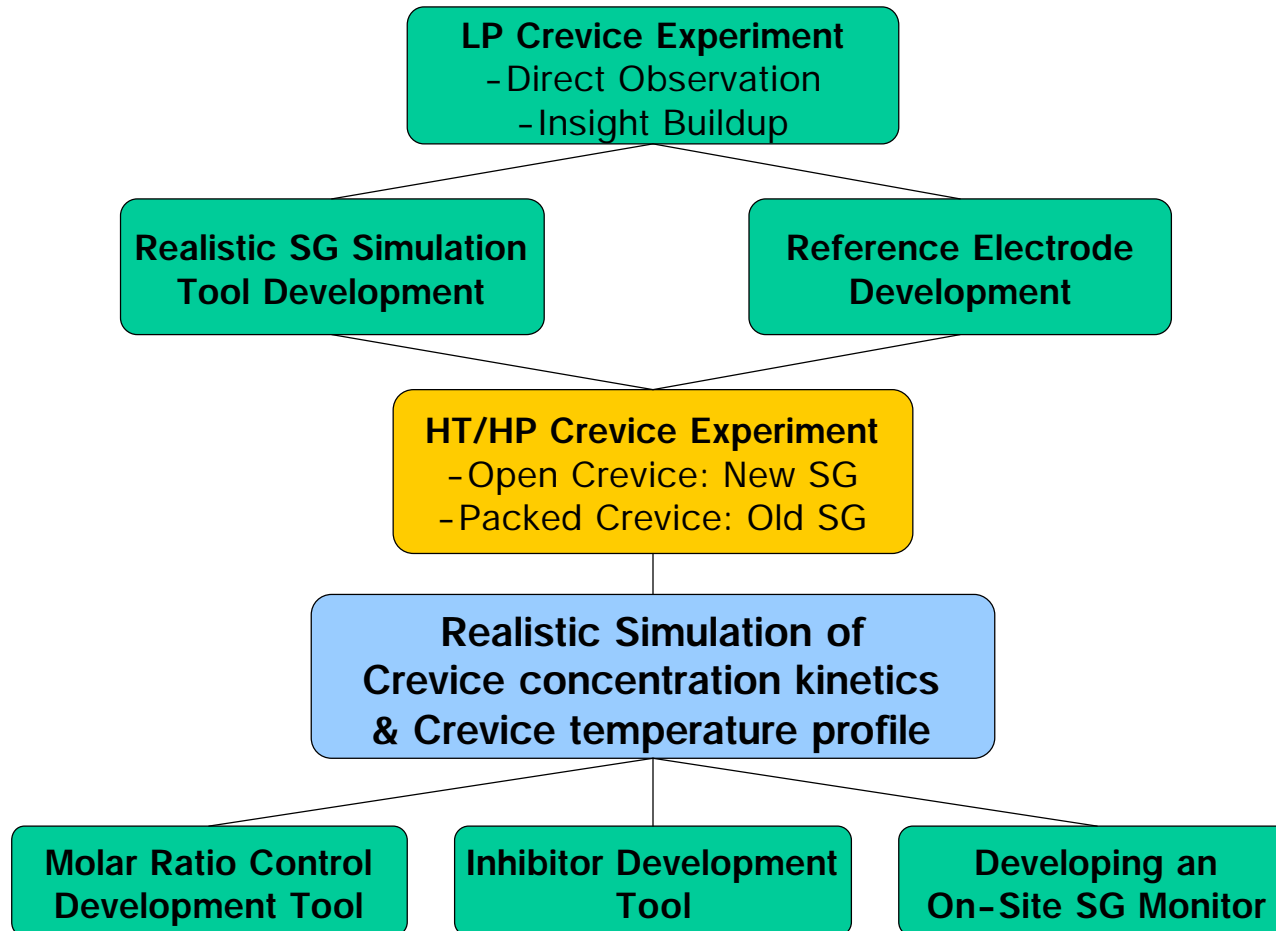 LP Crevice Experiment
-Direct Observation
-Insight Buildup
Realistic SG Simulation
Tool Development
Reference Electrode
Development
HT/HP Crevice Experiment
-Open Crevice: New SG
-Packed Crevice: Old SG
Realistic Simulation of
Crevice concentration kinetics
& Crevice temperature profile
Molar Ratio Control
Development Tool
Inhibitor Development
Tool
Developing an
On-Site SG Monitor